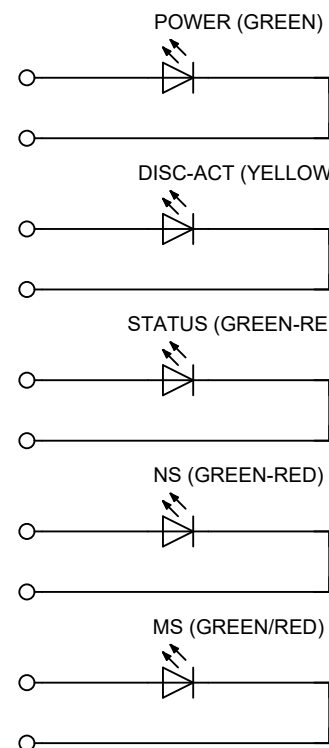 POWER (GREEN)
DISC-ACT (YELLOW
STATUS (GREEN-RE
NS (GREEN-RED)
MS (GREEN/RED)